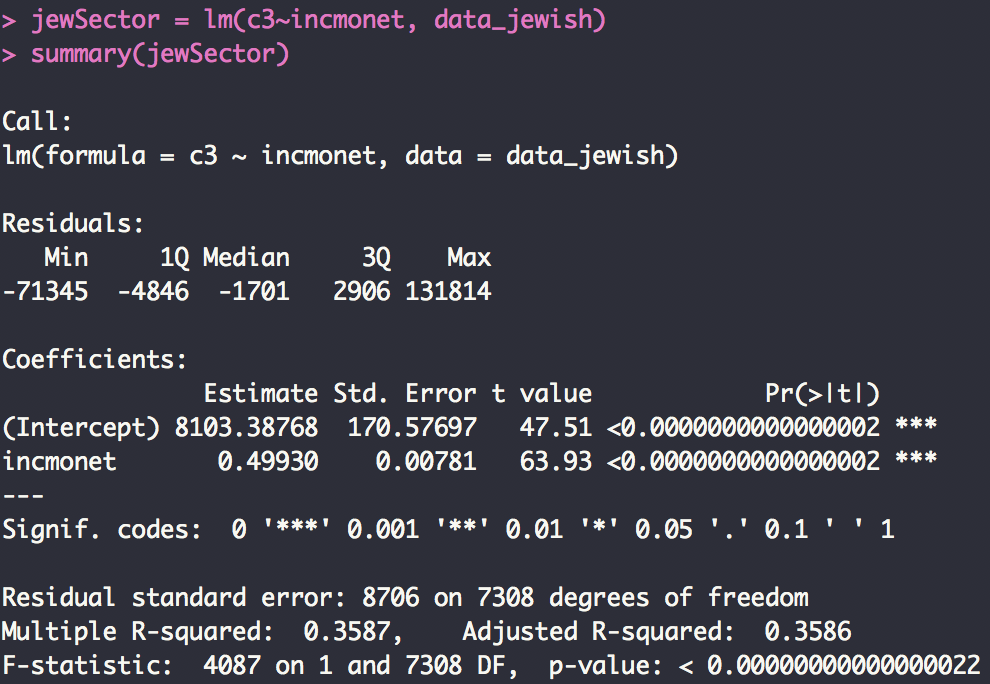 > jewSector = lm(c3~incmonet, data_jewish)
> summary(jewSector)
Call:
lm(formula = c3 ~ incmonet, data = data_jewish)
Residuals:
   Min     1Q Median     3Q    Max
-71345  -4846  -1701   2906 131814
Coefficients:
              Estimate Std. Error t value            Pr(>|t|)
(Intercept) 8103.38768  170.57697   47.51 <0.0000000000000002 ***
incmonet       0.49930    0.00781   63.93 <0.0000000000000002 ***
---
Signif. codes:  0 '***' 0.001 '**' 0.01 '*' 0.05 '.' 0.1 ' ' 1
Residual standard error: 8706 on 7308 degrees of freedom
Multiple R-squared:  0.3587,	Adjusted R-squared:  0.3586
F-statistic:  4087 on 1 and 7308 DF,  p-value: < 0.00000000000000022